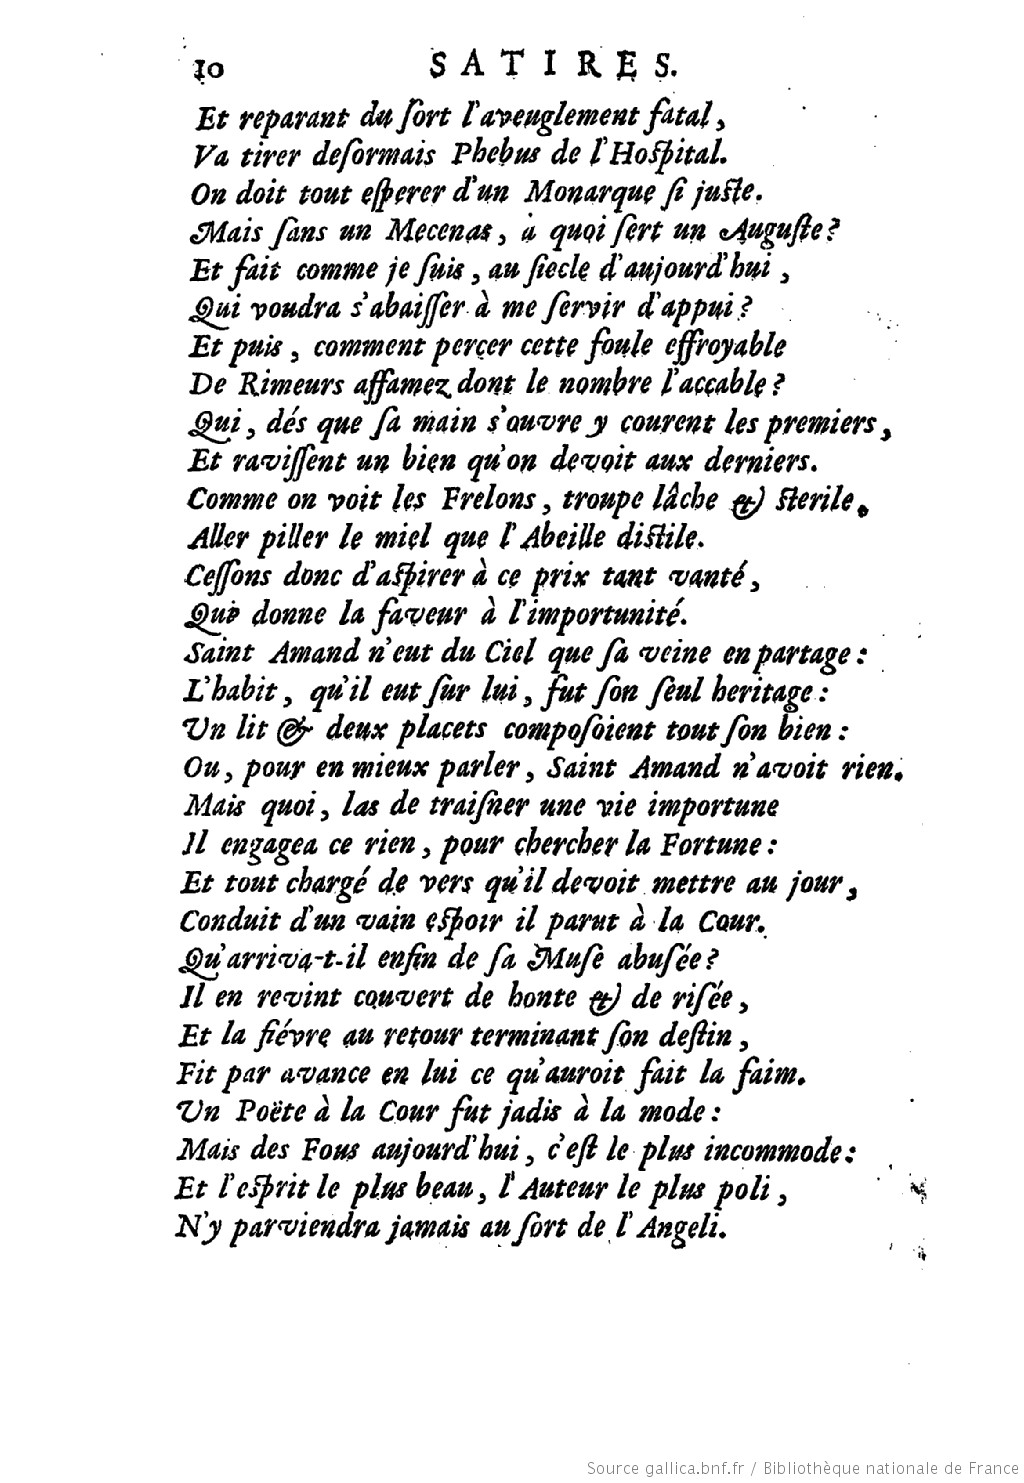 10 SATIRES.
Et reparant du ſort l'aveuglement fatal,
Va tirer deſormais Phebus de l'Hoſpital.
On doit tout eſperer d'un Monarque ſi juſte.
Mais ſans un Mecenas, à quoi ſert un Auguſte?
Et fait comme je ſuis, au ſiecle d'aujourd'hui,
Qui voudra s'abaiſſer à me ſervir d'appui?
Et puis, comment percer cette foule effroyable
De Rimeurs affamez dont le nombre l'accable?
Qui, dés que ſa main s'ouvre y courent les premiers,
Et raviſſent un bien qu'on devoit aux derniers.
Comme on voit les Frelons, troupe lâche & ſterile,
Aller piller le miel que l'Abeille diſtile.
Ceſſons donc d'aſpirer à ce prix tant vanté,
Que donne la faveur à l'importunité.
Saint Amand n'eut du Ciel que ſa veine en partage:
L'habit, qu'il eut ſur lui, fut ſon ſeul heritage:
Un lit & deux placets compoſoient tout ſon bien:
Ou, pour en mieux parler, Saint Amand n'avoit rien.
Mais quoi, las de traiſner une vie importune
Il engagea ce rien, pour chercher la Fortune:
Et tout chargé de vers qu'il devoit mettre au jour,
Conduit d'un vain eſpoir il parut à la Cour.
Qu'arriva-t-il enfin de ſa Muſe abuſée?
Il en revint couvert de honte & de riſée,
Et la fiévre au retour terminant ſon deſtin,
Fit par avance en lui ce qu'auroit fait la faim.
Un Poëte à la Cour fut jadis à la mode:
Mais des Fous aujourd'hui, c'eſt le plus incommode:
Et l'eſprit le plus beau, l'Auteur le plus poli,
N'y parviendra jamais au ſort de l'Angeli.
Source gallica.bnf.fr / Bibliothèque nationale de France